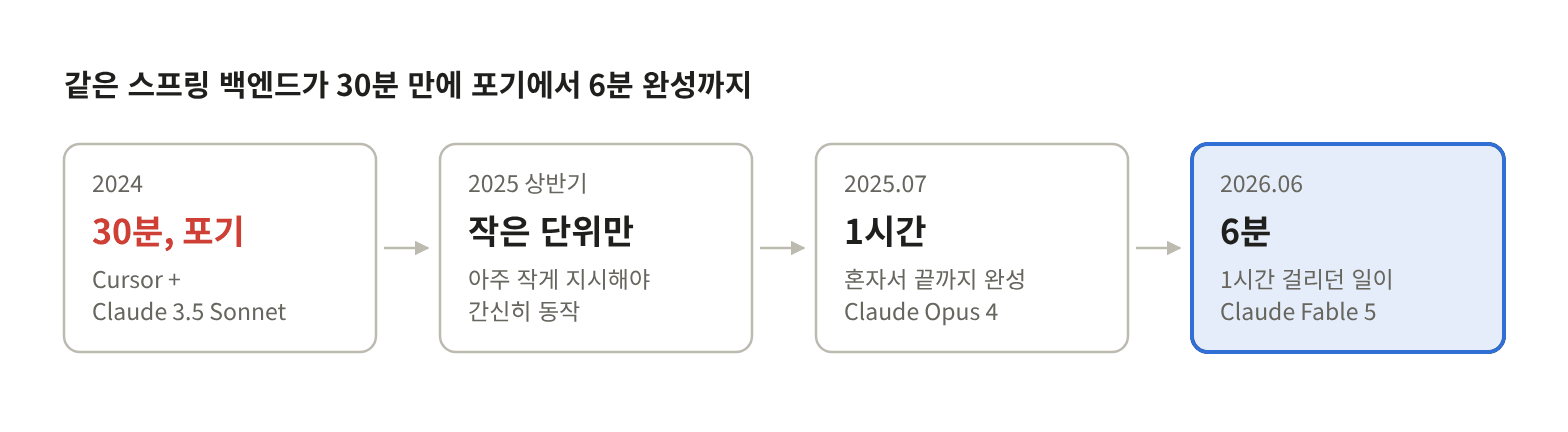 같은 스프링 백엔드가 30분 만에 포기에서 6분 완성까지
2024
30분, 포기
Cursor +
Claude 3.5 Sonnet
2025 상반기
작은 단위만
아주 작게 지시해야
간신히 동작
2025.07
1시간
혼자서 끝까지 완성
Claude Opus 4
2026.06
6분
1시간 걸리던 일이
Claude Fable 5